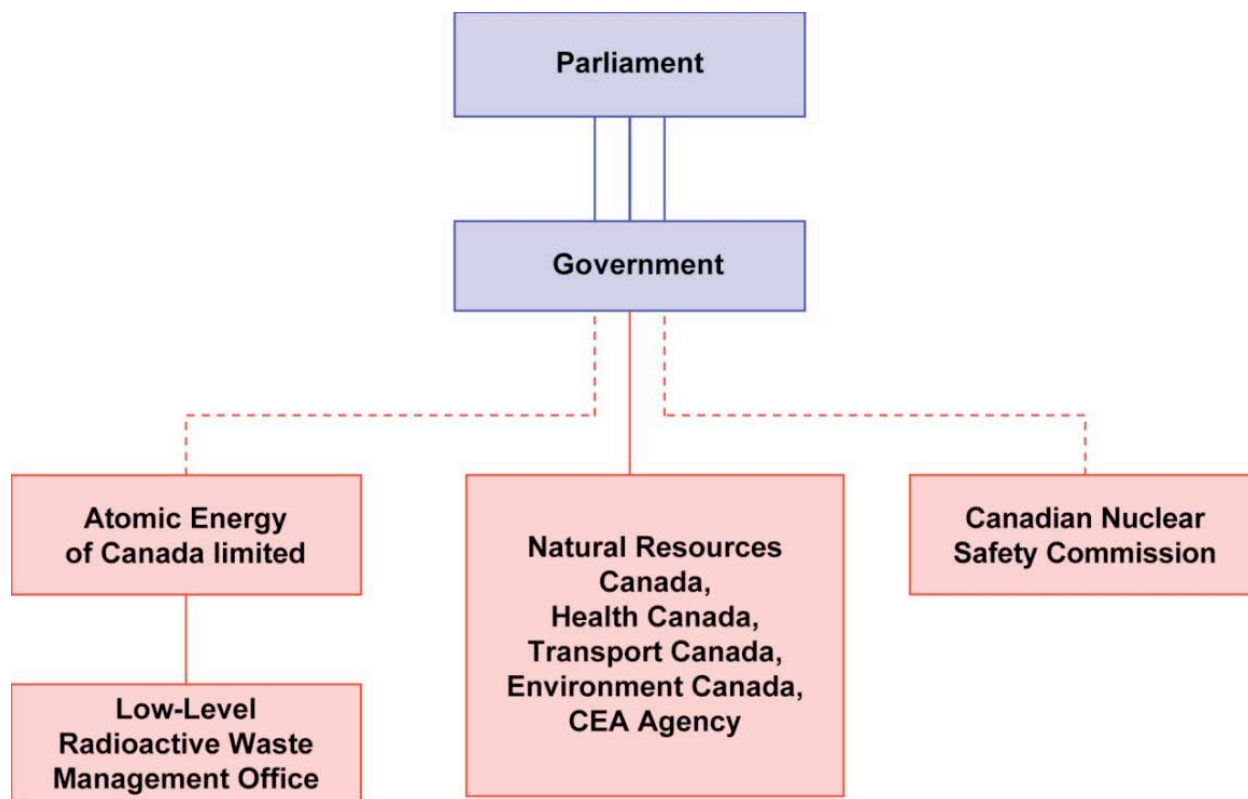 Parliament
Government
Atomic Energy
of Canada limited
Natural Resources
Canada,
Health Canada,
Transport Canada,
Environment Canada,
CEA Agency
Canadian Nuclear
Safety Commission
Low-Level
Radioactive Waste
Management Office